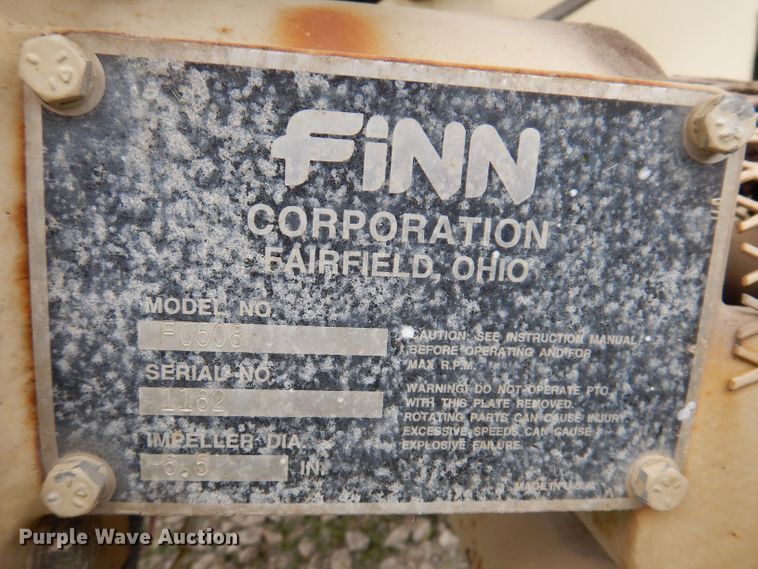 FiNN
CORPORATION
FAIRFIELD, OHIO
MODEL NO.
F0508
SERIAL NO.
1162
IMPELLER DIA.
6.5 IN.
CAUTION: SEE INSTRUCTION MANUAL
BEFORE OPERATING AND FOR
MAX R.P.M.
WARNING! DO NOT OPERATE PTO
WITH THIS PLATE REMOVED.
ROTATING PARTS CAN CAUSE INJURY.
EXCESSIVE SPEEDS CAN CAUSE
EXPLOSIVE FAILURE.
MADE IN U.S.A.
Purple Wave Auction